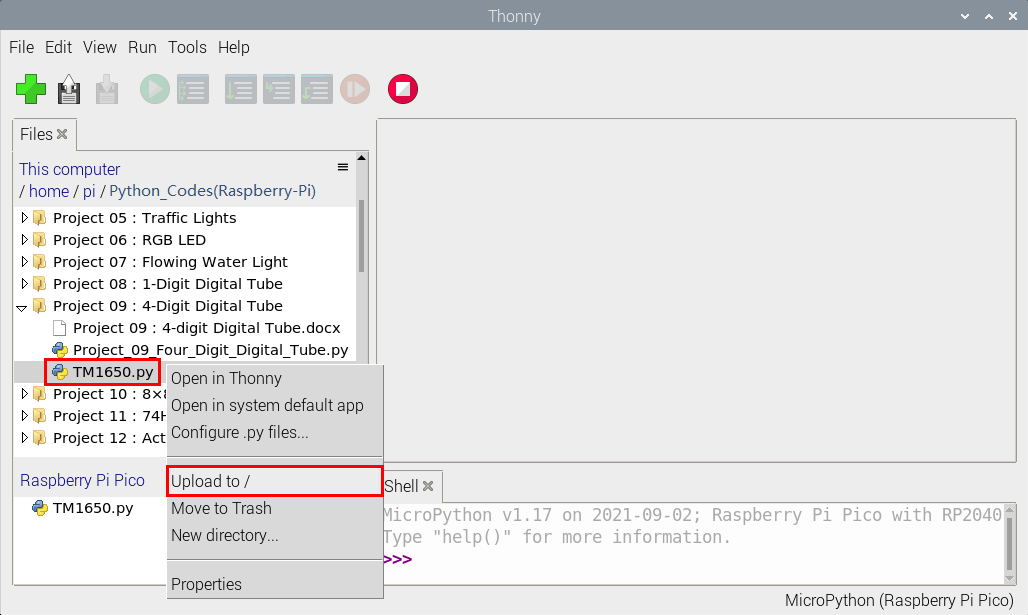 Thonny
File Edit View Run Tools Help
Files
This computer
/ home / pi / Python_Codes(Raspberry-Pi)
Project 05 : Traffic Lights
Project 06 : RGB LED
Project 07 : Flowing Water Light
Project 08 : 1-Digit Digital Tube
Project 09 : 4-Digit Digital Tube
Project 09 : 4-digit Digital Tube.docx
Project_09_Four_Digit_Digital_Tube.py
TM1650.py
Project 10 : 8×8
Project 11 : 74H
Project 12 : Act
Open in Thonny
Open in system default app
Configure .py files...
Upload to /
Move to Trash
New directory...
Properties
Raspberry Pi Pico
TM1650.py
Shell
MicroPython v1.17 on 2021-09-02; Raspberry Pi Pico with RP2040
Type "help()" for more information.
>>>
MicroPython (Raspberry Pi Pico)